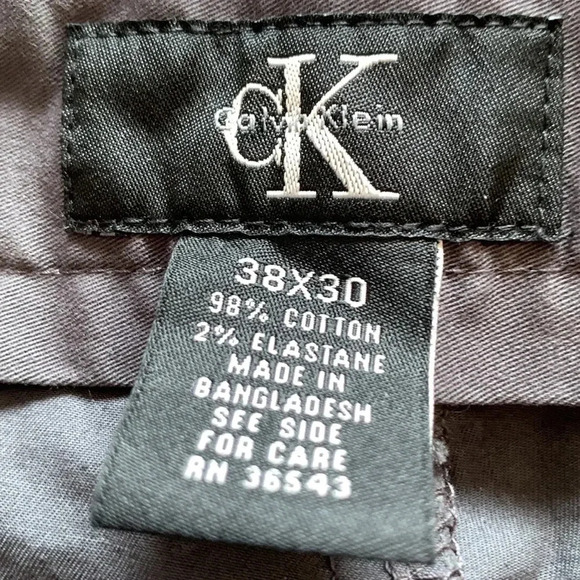 CK
Calvin Klein
38X30
98% COTTON
2% ELASTANE
MADE IN
BANGLADESH
SEE SIDE
FOR CARE
RN 36543